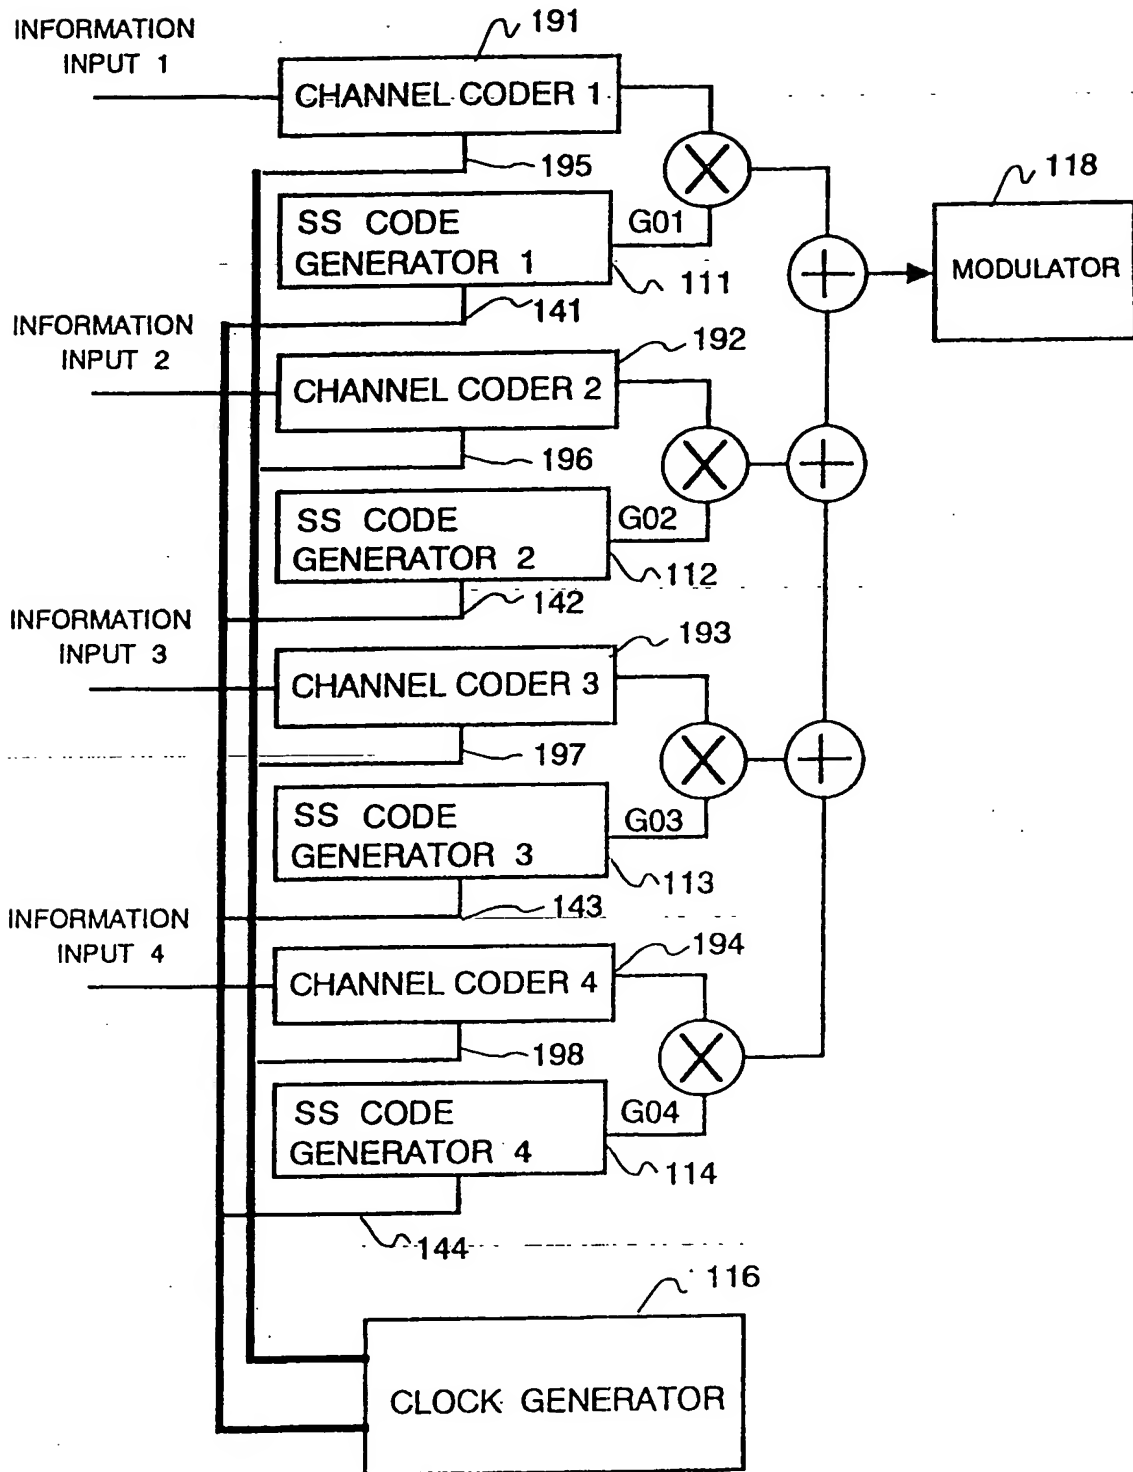 191
INFORMATION
INPUT 1
CHANNEL CODER 1
195
118
SS CODE
GENERATOR 1
G01
111
MODULATOR
141
INFORMATION
INPUT 2
192
CHANNEL CODER 2
196
SS CODE
GENERATOR 2
G02
112
142
INFORMATION
INPUT 3
193
CHANNEL CODER 3
197
SS CODE
GENERATOR 3
G03
113
143
INFORMATION
INPUT 4
194
CHANNEL CODER 4
198
SS CODE
GENERATOR 4
G04
114
144
116
CLOCK GENERATOR